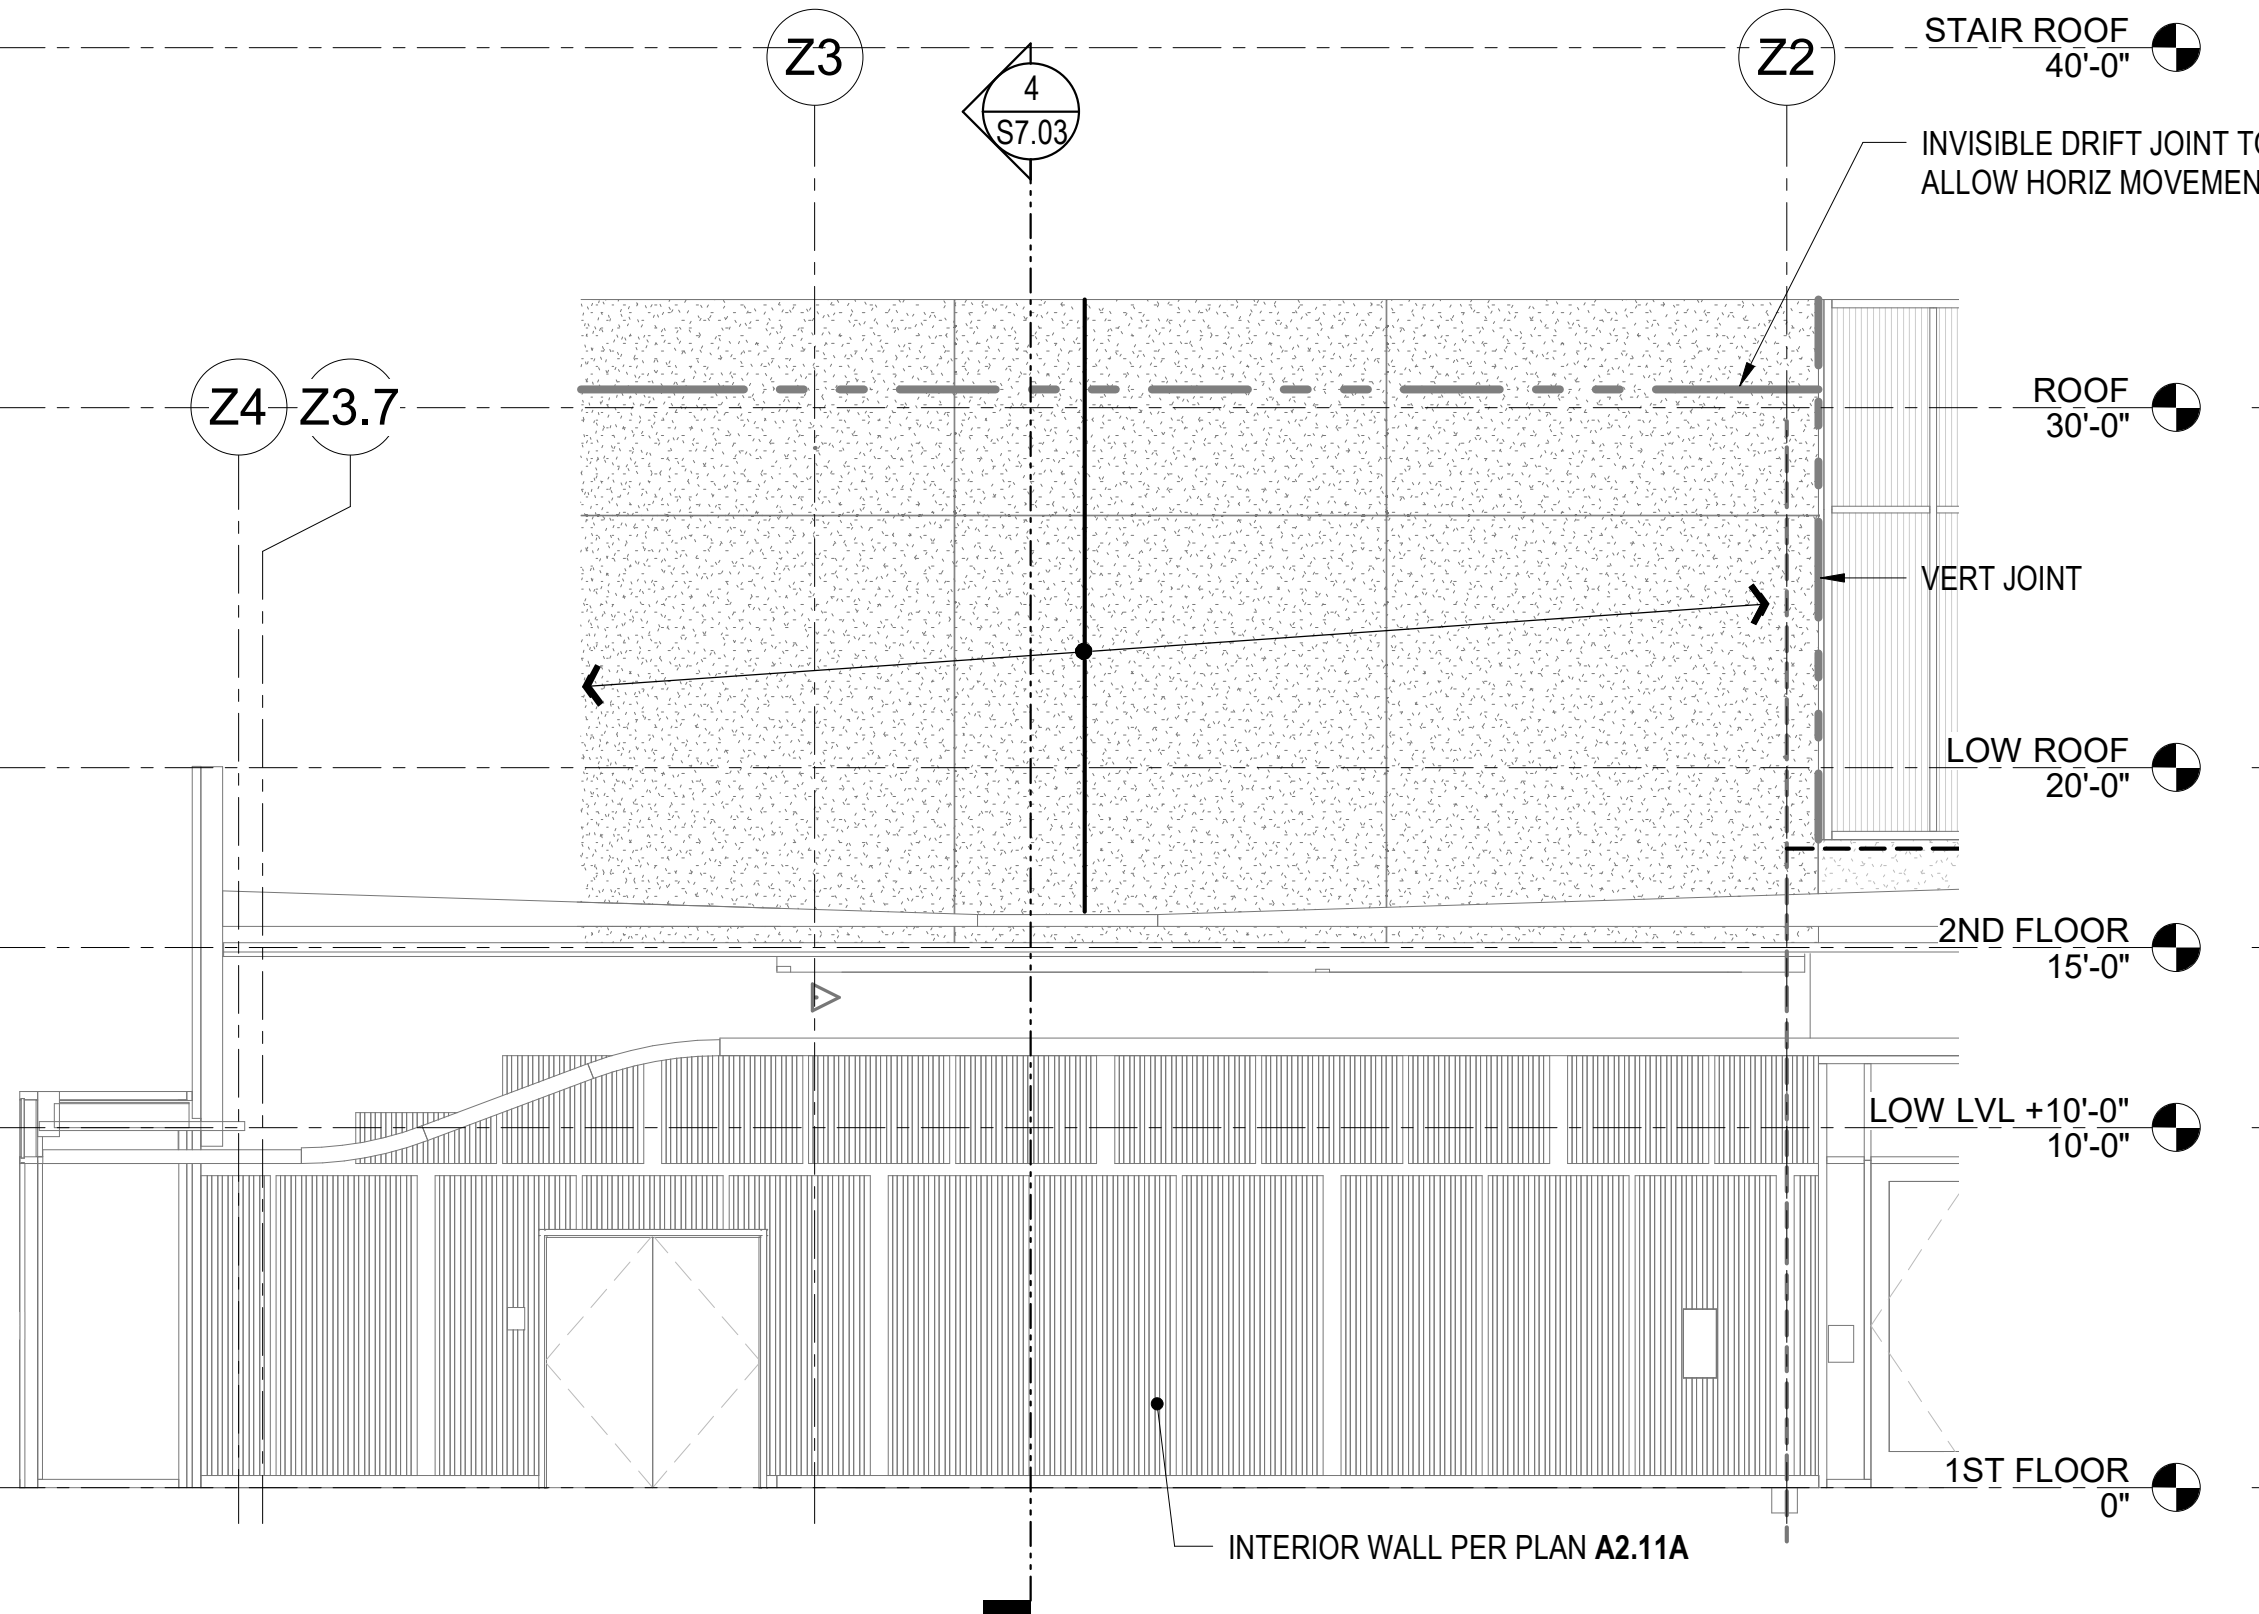 Z3
4
S7.03
Z2
STAIR ROOF
40'-0"
INVISIBLE DRIFT JOINT
ALLOW HORIZ
Z4
Z3.7
ROOF
30'-0"
VERT JOINT
LOW ROOF
20'-0"
2ND FLOOR
15'-0"
LOW LVL +10'-0"
10'-0"
1ST FLOOR
0"
INTERIOR WALL PER PLAN A2.11A